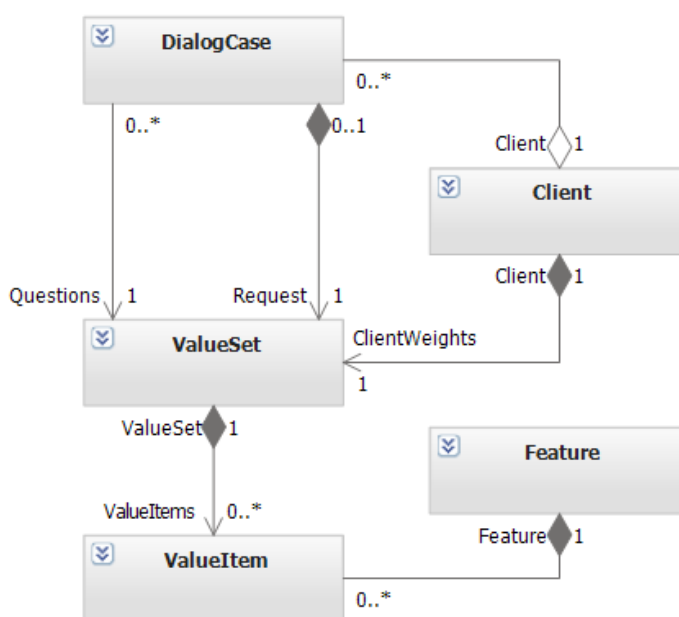 DialogCase
0..*
0..* 0..1
Client 1
Client
Client 1
Questions 1 Request 1
ClientWeights
ValueSet
1
ValueSet 1
Feature
ValueItems 0..*
Feature 1
ValueItem
0..*